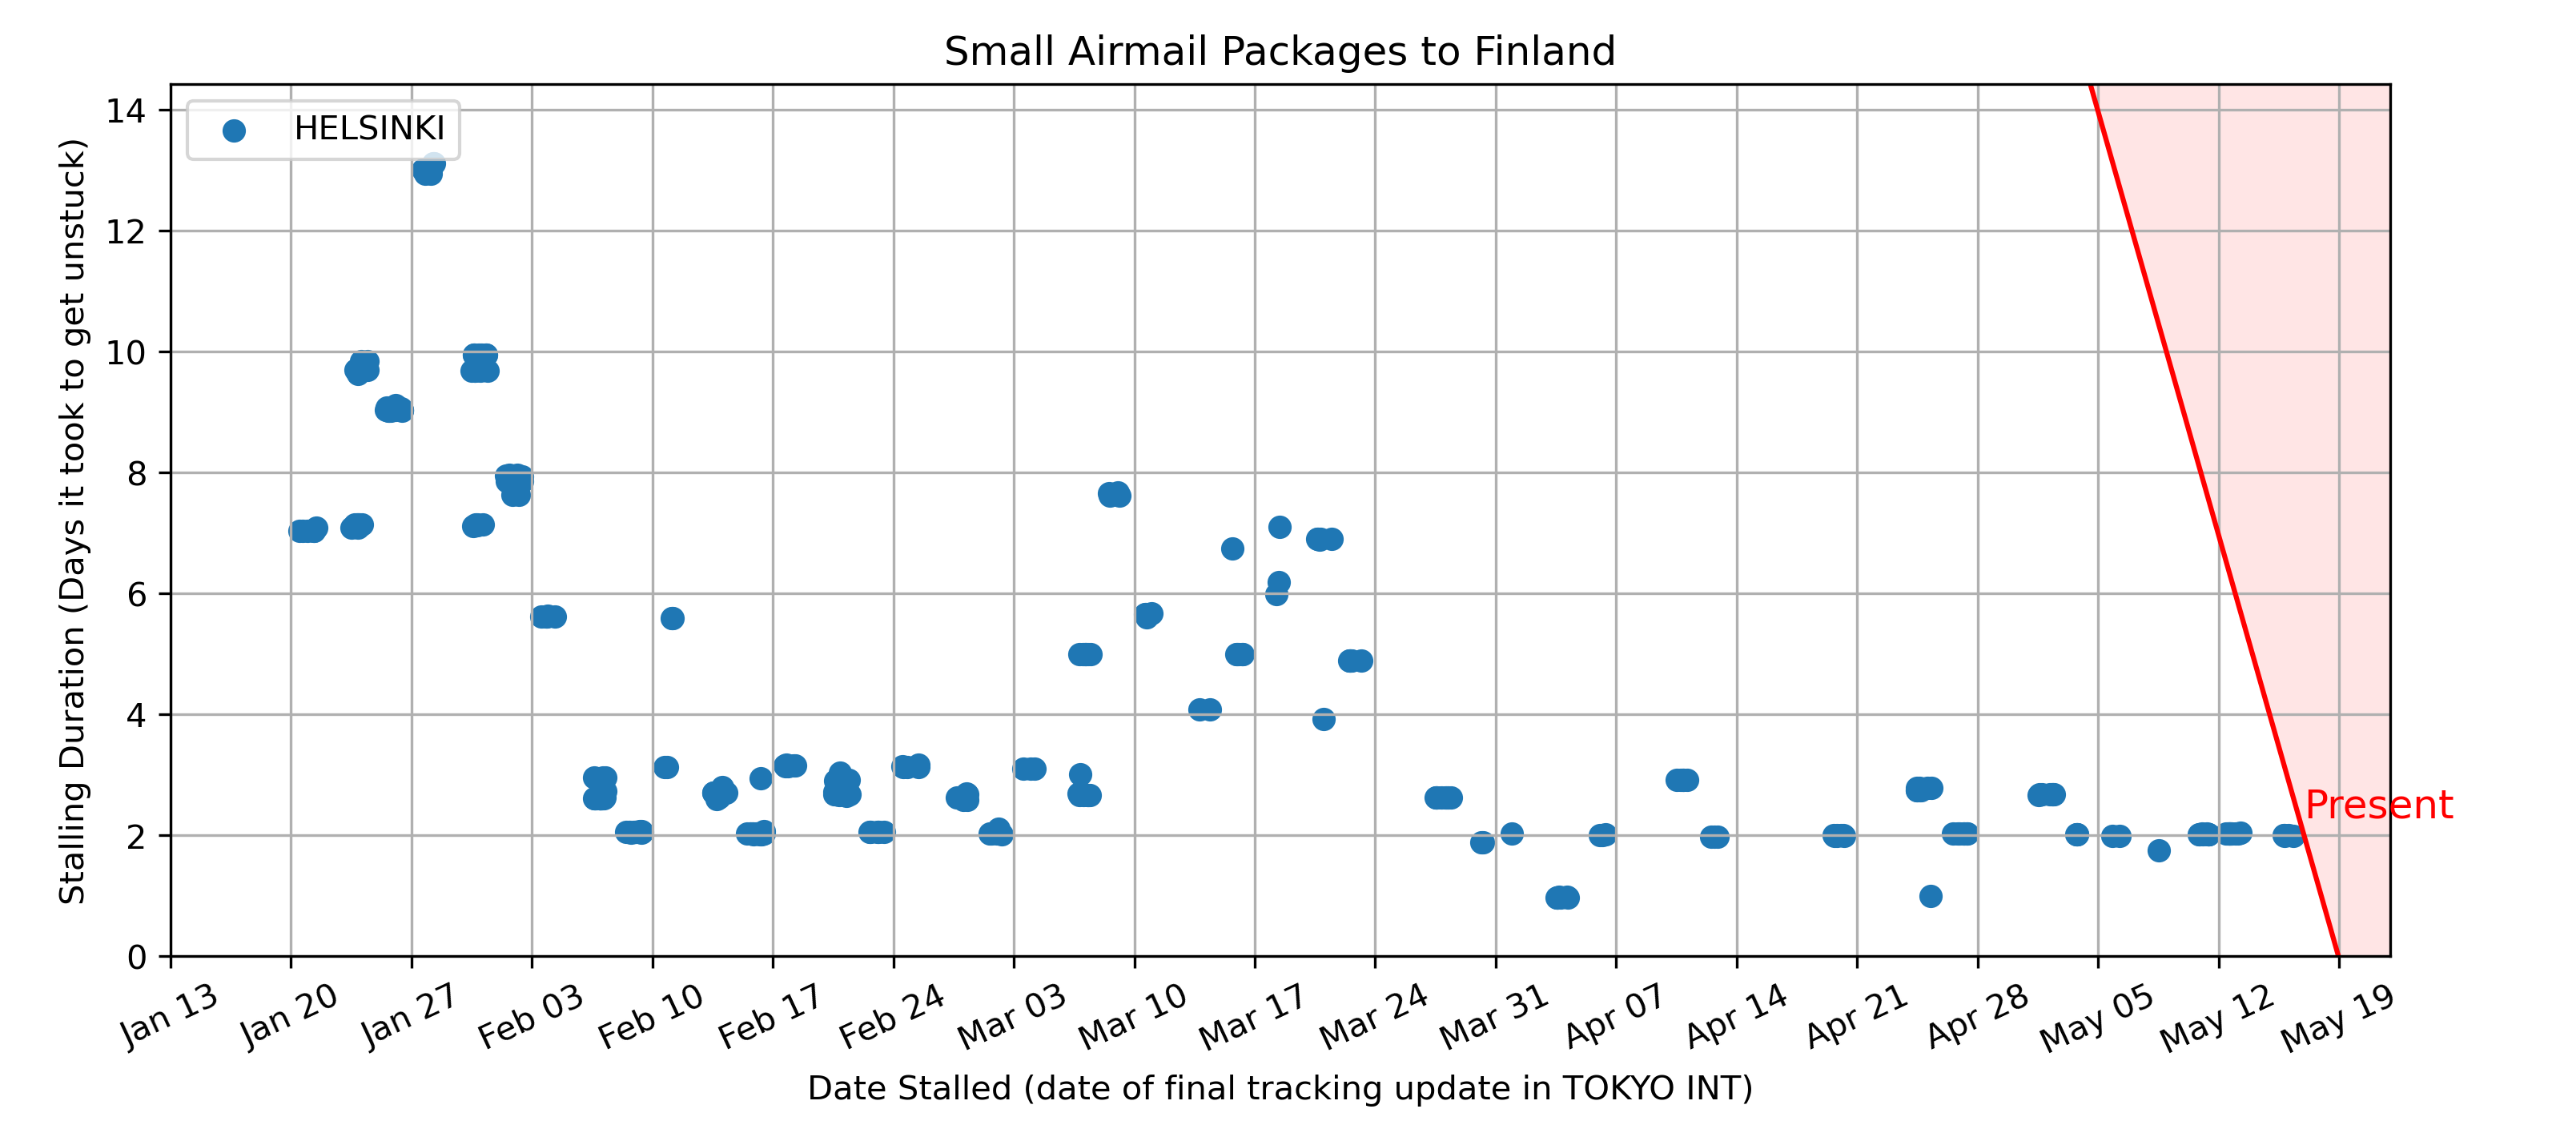 Small Airmail Packages to Finland
HELSINKI
Stalling Duration (Days it took to get unstuck)
14
12
10
8
6
4
2
0
Present
Jan 13 Jan 20 Jan 27 Feb 03 Feb 10 Feb 17 Feb 24 Mar 03 Mar 10 Mar 17 Mar 24 Mar 31 Apr 07 Apr 14 Apr 21 Apr 28 May 05 May 12 May 19
Date Stalled (date of final tracking update in TOKYO INT)